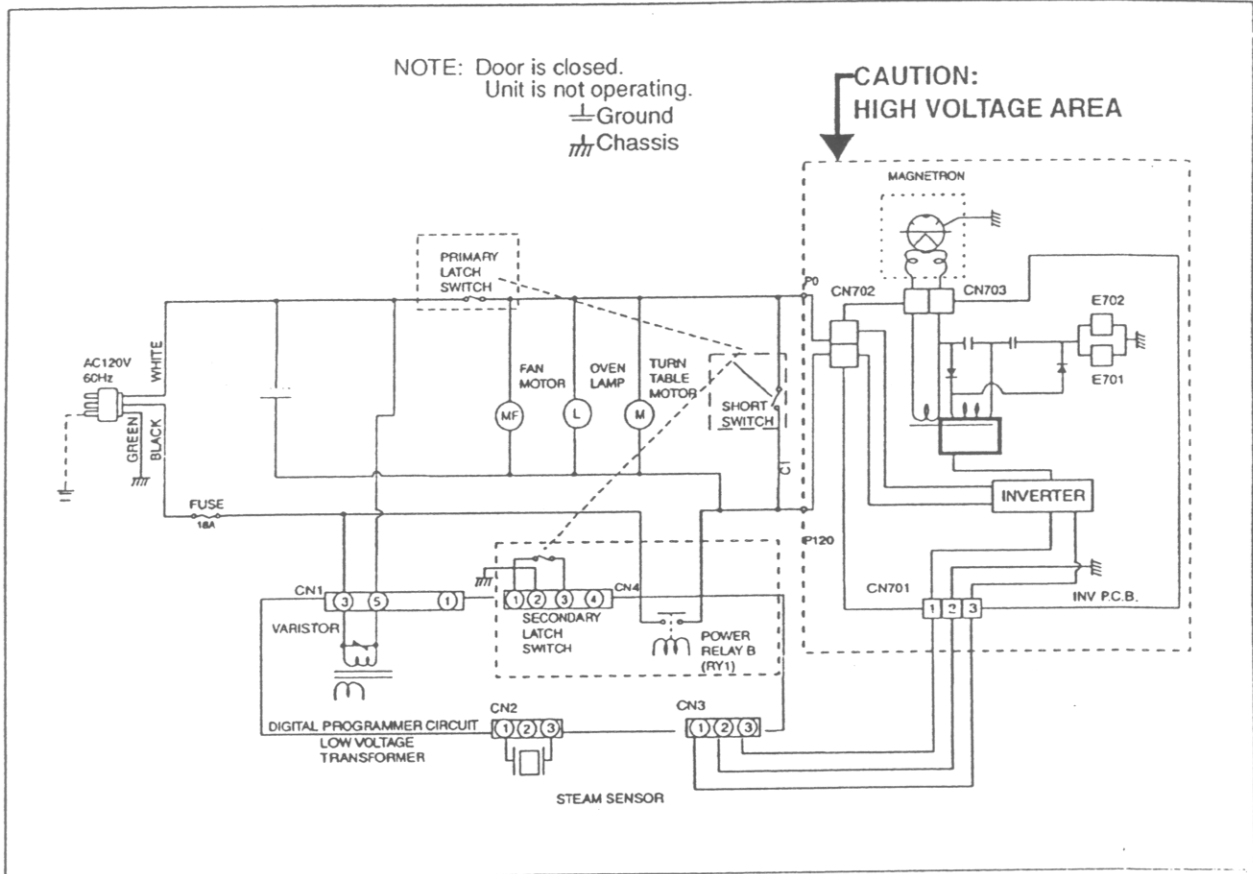 NOTE: Door is closed.
Unit is not operating.
Ground
Chassis
CAUTION:
HIGH VOLTAGE AREA
MAGNETRON
PRIMARY
LATCH
SWITCH
P0
CN702
CN703
E702
E701
AC120V
60Hz
WHITE
GREEN
BLACK
FAN
MOTOR
MF
OVEN
LAMP
L
TURN
TABLE
MOTOR
M
SHORT
SWITCH
C1
FUSE
18A
INVERTER
P120
CN1
3 5 1
VARISTOR
CN4
1 2 3 4
SECONDARY
LATCH
SWITCH
POWER
RELAY B
(RY1)
CN701
1 2 3
INV P.C.B.
DIGITAL PROGRAMMER CIRCUIT
LOW VOLTAGE
TRANSFORMER
CN2
1 2 3
CN3
1 2 3
STEAM SENSOR